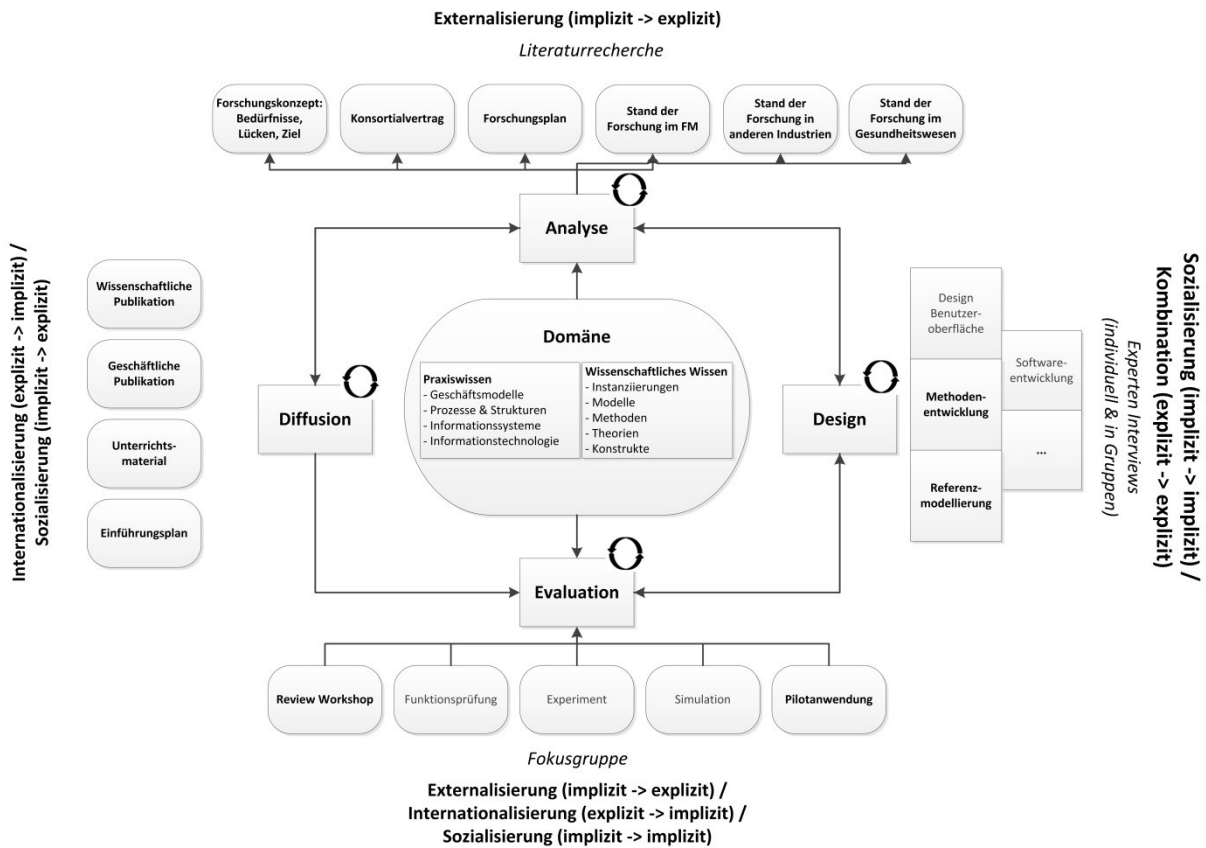 Externalisierung (implizit -> explizit)
Literaturrecherche
Forschungskonzept:
Bedürfnisse,
Lücken, Ziel
Konsortialvertrag
Forschungsplan
Stand der
Forschung im FM
Stand der
Forschung in
anderen Industrien
Stand der
Forschung im
Gesundheitswesen
Analyse
Internationalisierung (explizit -> implizit) /
Sozialisierung (implizit -> explizit)
Wissenschaftliche
Publikation
Geschäftliche
Publikation
Unterrichts-
material
Einführungsplan
Diffusion
Domäne
Praxiswissen
- Geschäftsmodelle
- Prozesse & Strukturen
- Informationssysteme
- Informationstechnologie
Wissenschaftliches Wissen
- Instanziierungen
- Modelle
- Methoden
- Theorien
- Konstrukte
Design
Design
Benutzer-
oberfläche
Methoden-
entwicklung
Referenz-
modellierung
Software-
entwicklung
...
Experten Interviews
(individuell & in Gruppen)
Sozialisierung (implizit -> implizit) /
Kombination (explizit -> explizit)
Evaluation
Review Workshop
Funktionsprüfung
Experiment
Simulation
Pilotanwendung
Fokusgruppe
Externalisierung (implizit -> explizit) /
Internationalisierung (explizit -> implizit) /
Sozialisierung (implizit -> implizit)